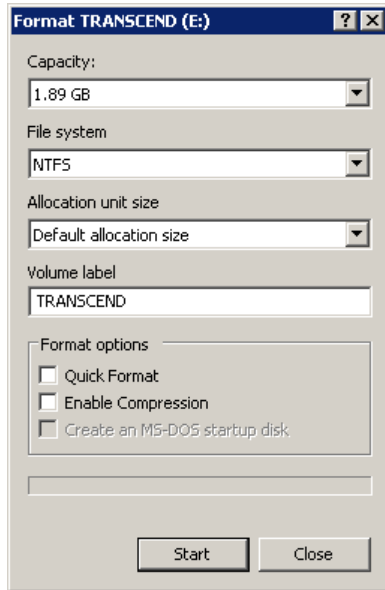 Format TRANSCEND (E:)
Capacity:
1.89 GB
File system
NTFS
Allocation unit size
Default allocation size
Volume label
TRANSCEND
Format options
Quick Format
Enable Compression
Create an MS-DOS startup disk
Start Close